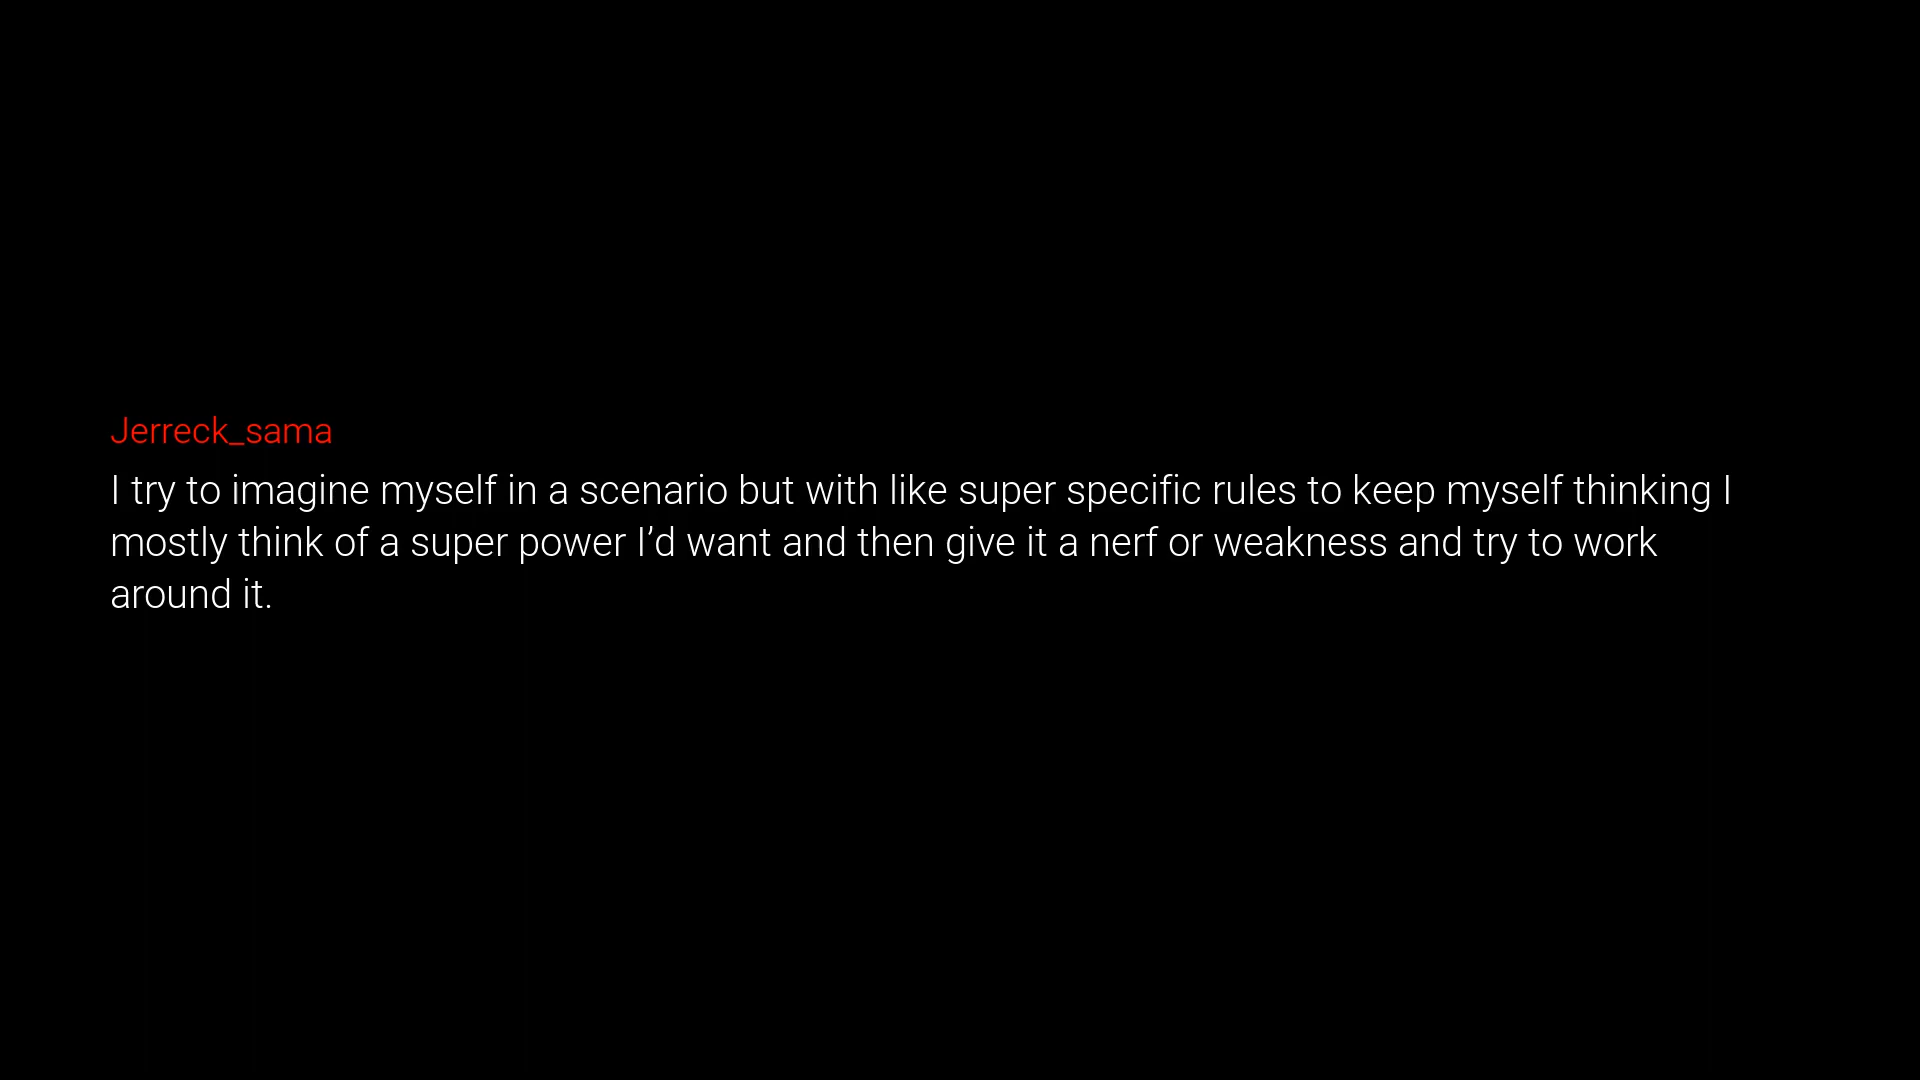 Jerreck_sama
I try to imagine myself in a scenario but with like super specific rules to keep myself thinking I
mostly think of a super power I’d want and then give it a nerf or weakness and try to work
around it.